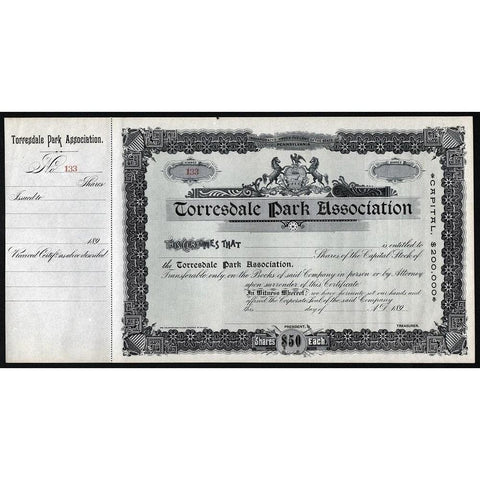 Torresdale Park Association.
No. 133
Shares
Issued to
189
PENNSYLVANIA
133
Torresdale Park Association
THIS CERTIFIES THAT
is entitled to
Shares of the Capital Stock of
the Torresdale Park Association.
Transferable only on the Books of said Company in person or by Attorney
upon surrender of this Certificate.
In Witness Whereof, we have hereunto set our hands and
affixed the Corporate Seal of the said Company
this day of A.D. 189
PRESIDENT. TREASURER.
Shares $50 Each
*CAPITAL, $200,000*